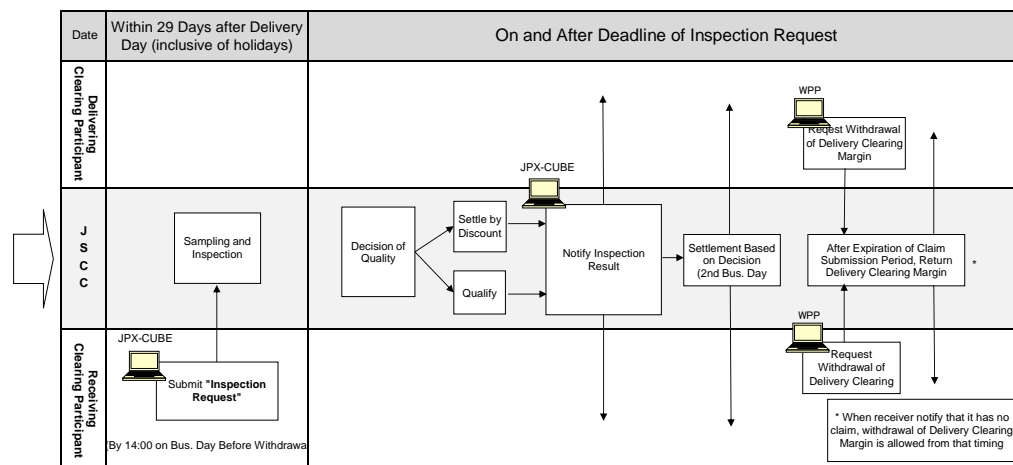 Date
Within 29 Days after Delivery
Day (inclusive of holidays)
On and After Deadline of Inspection Request
Delivering
Clearing Participant
WPP
Reqest Withdrawal
of Delivery Clearing
Margin
J
S
C
C
Sampling and
Inspection
Decision of
Quality
Settle by
Discount
Qualify
JPX-CUBE
Notify Inspection
Result
Settlement Based
on Decision
(2nd Bus. Day
After Expiration of Claim
Submission Period, Return
Delivery Clearing Margin
*
Receiving
Clearing Participant
JPX-CUBE
Submit "Inspection
Request"
(By 14:00 on Bus. Day Before Withdrawa
WPP
Request
Withdrawal of
Delivery Clearing
* When receiver notify that it has no
claim, withdrawal of Delivery Clearing
Margin is allowed from that timing